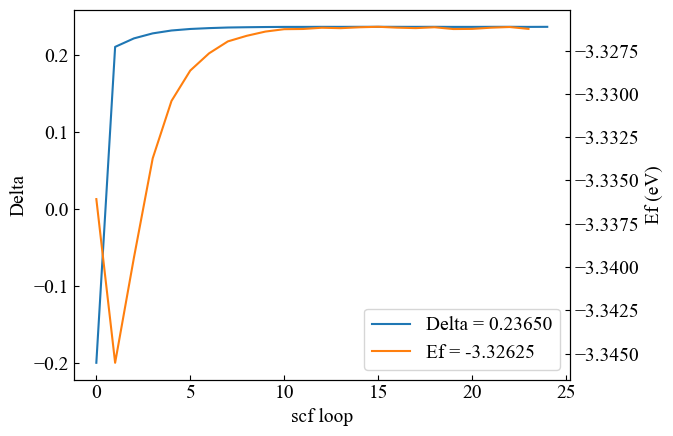 0.2
0.1
0.0
−0.1
−0.2
Delta
−3.3275
−3.3300
−3.3325
−3.3350
−3.3375
−3.3400
−3.3425
−3.3450
Ef (eV)
Delta = 0.23650
Ef = -3.32625
0 5 10 15 20 25
scf loop